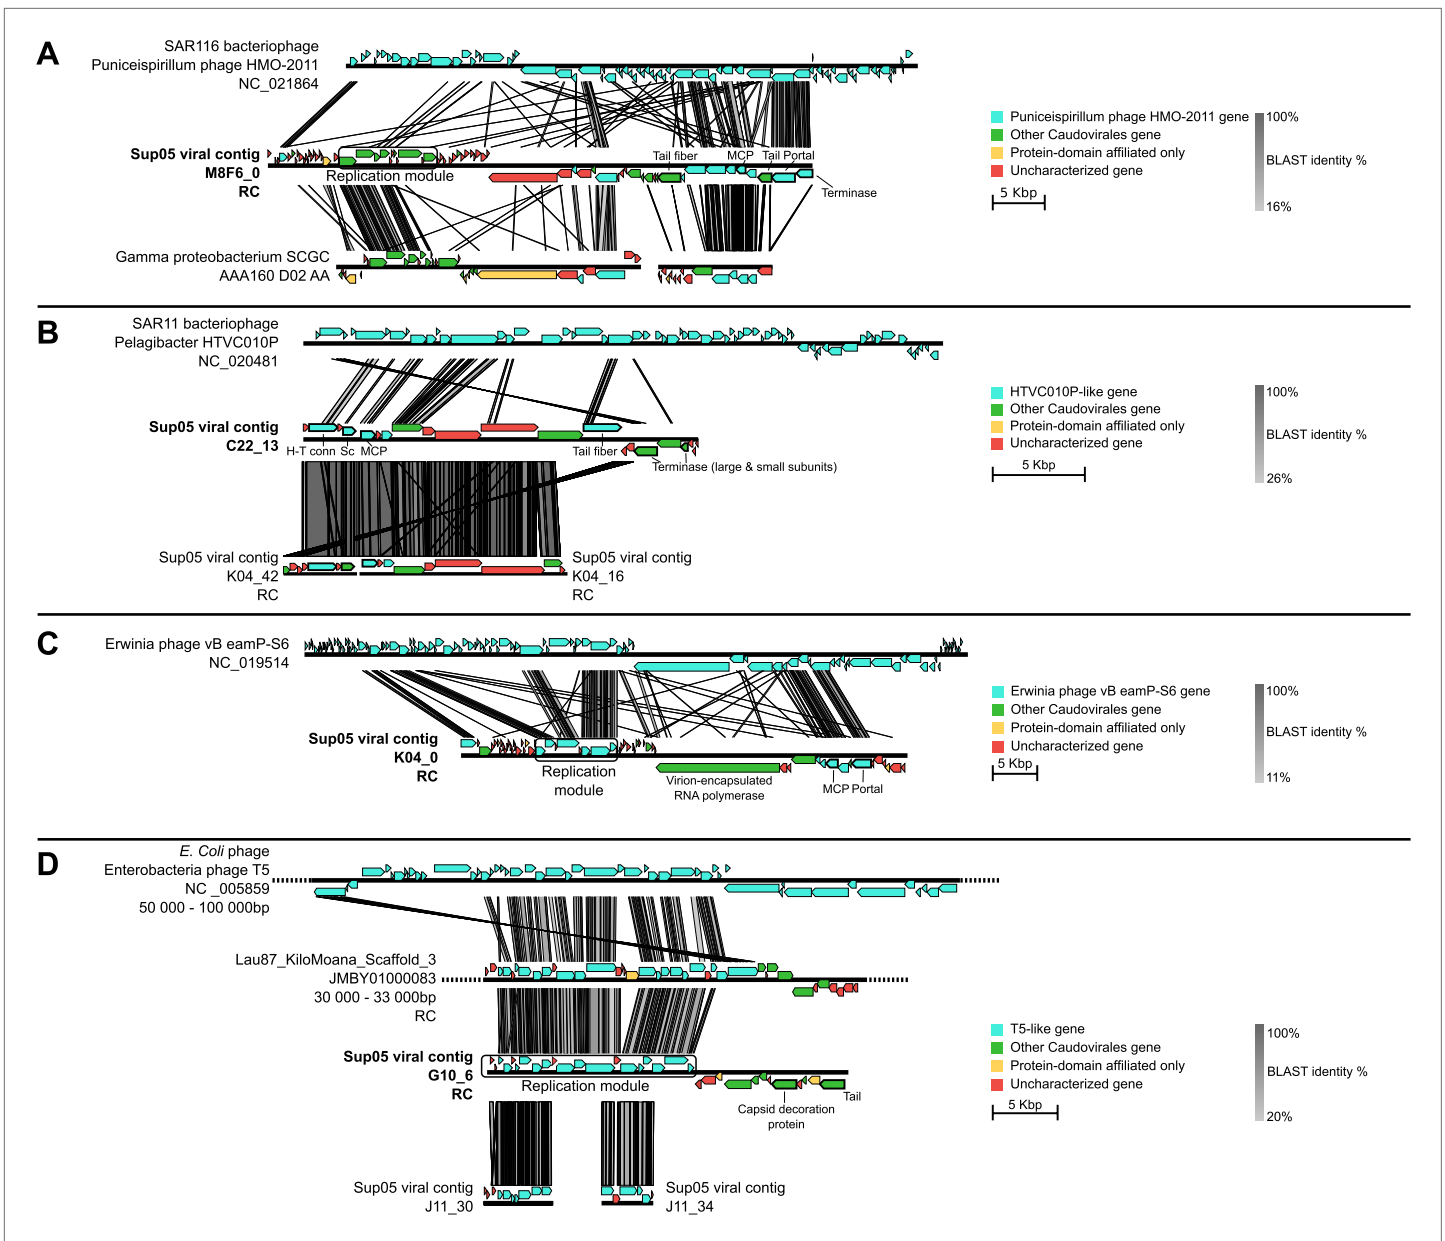 A
SAR116 bacteriophage
Puniceispirillum phage HMO-2011
NC_021864
Sup05 viral contig
M8F6_0
RC
Replication module
Tail fiber
MCP
Tail
Portal
Terminase
Gamma proteobacterium SCGC
AAA160 D02 AA
Puniceispirillum phage HMO-2011 gene
Other Caudovirales gene
Protein-domain affiliated only
Uncharacterized gene
5 Kbp
100%
BLAST identity %
16%
B
SAR11 bacteriophage
Pelagibacter HTVC010P
NC_020481
Sup05 viral contig
C22_13
H-T conn
Sc
MCP
Tail fiber
Terminase (large & small subunits)
Sup05 viral contig
K04_42
RC
Sup05 viral contig
K04_16
RC
HTVC010P-like gene
Other Caudovirales gene
Protein-domain affiliated only
Uncharacterized gene
5 Kbp
100%
BLAST identity %
26%
C
Erwinia phage vB eamP-S6
NC_019514
Sup05 viral contig
K04_0
RC
Replication
module
Virion-encapsulated
RNA polymerase
MCP
Portal
Erwinia phage vB eamP-S6 gene
Other Caudovirales gene
Protein-domain affiliated only
Uncharacterized gene
5 Kbp
100%
BLAST identity %
11%
D
E. Coli phage
Enterobacteria phage T5
NC _005859
50 000 - 100 000bp
Lau87_KiloMoana_Scaffold_3
JMBY01000083
30 000 - 33 000bp
RC
Sup05 viral contig
G10_6
RC
Replication module
Capsid decoration
protein
Tail
Sup05 viral contig
J11_30
Sup05 viral contig
J11_34
T5-like gene
Other Caudovirales gene
Protein-domain affiliated only
Uncharacterized gene
5 Kbp
100%
BLAST identity %
20%